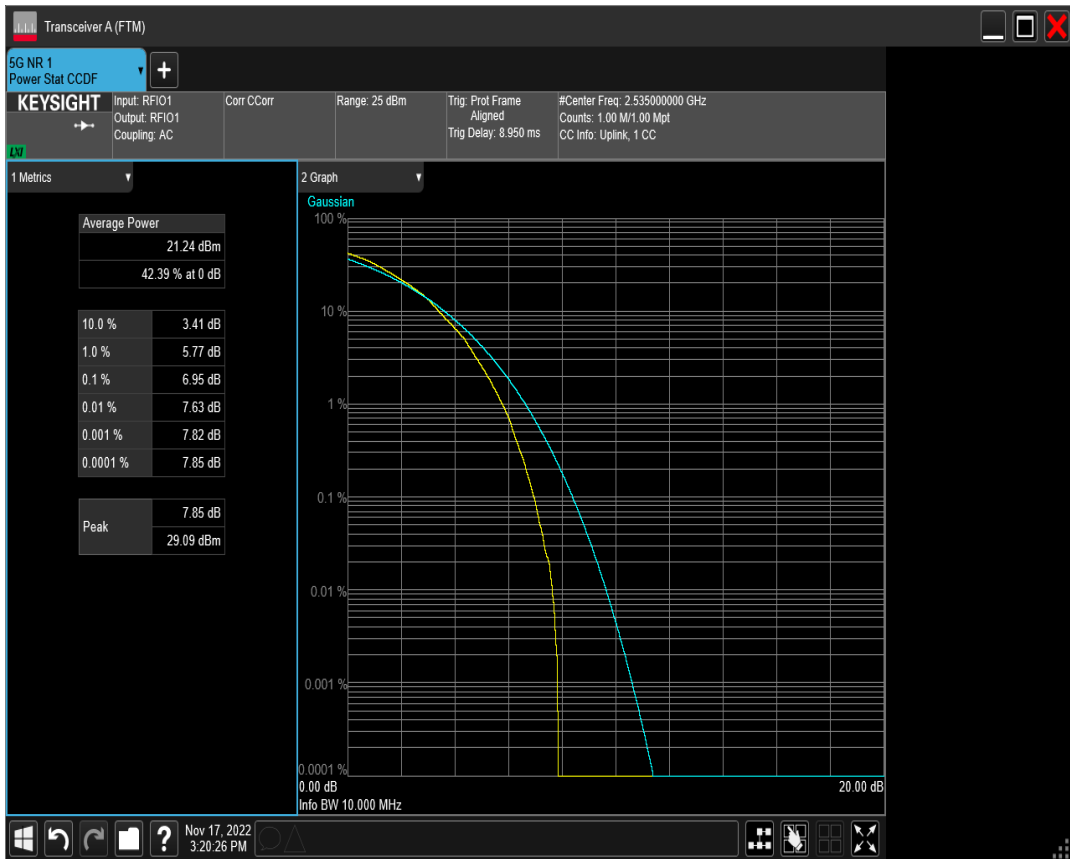 Transceiver A (FTM)
5G NR 1
Power Stat CCDF
+
KEYSIGHT
LXI
Input: RFIO1
Output: RFIO1
Coupling: AC
Corr CCorr
Range: 25 dBm
Trig: Prot Frame
Aligned
Trig Delay: 8.950 ms
#Center Freq: 2.535000000 GHz
Counts: 1.00 M/1.00 Mpt
CC Info: Uplink, 1 CC
1 Metrics
Average Power
21.24 dBm
42.39 % at 0 dB
10.0 % 3.41 dB
1.0 % 5.77 dB
0.1 % 6.95 dB
0.01 % 7.63 dB
0.001 % 7.82 dB
0.0001 % 7.85 dB
Peak 7.85 dB
29.09 dBm
2 Graph
Gaussian
100 %
10 %
1 %
0.1 %
0.01 %
0.001 %
0.0001 %
0.00 dB 20.00 dB
Info BW 10.000 MHz
?
Nov 17, 2022
3:20:26 PM